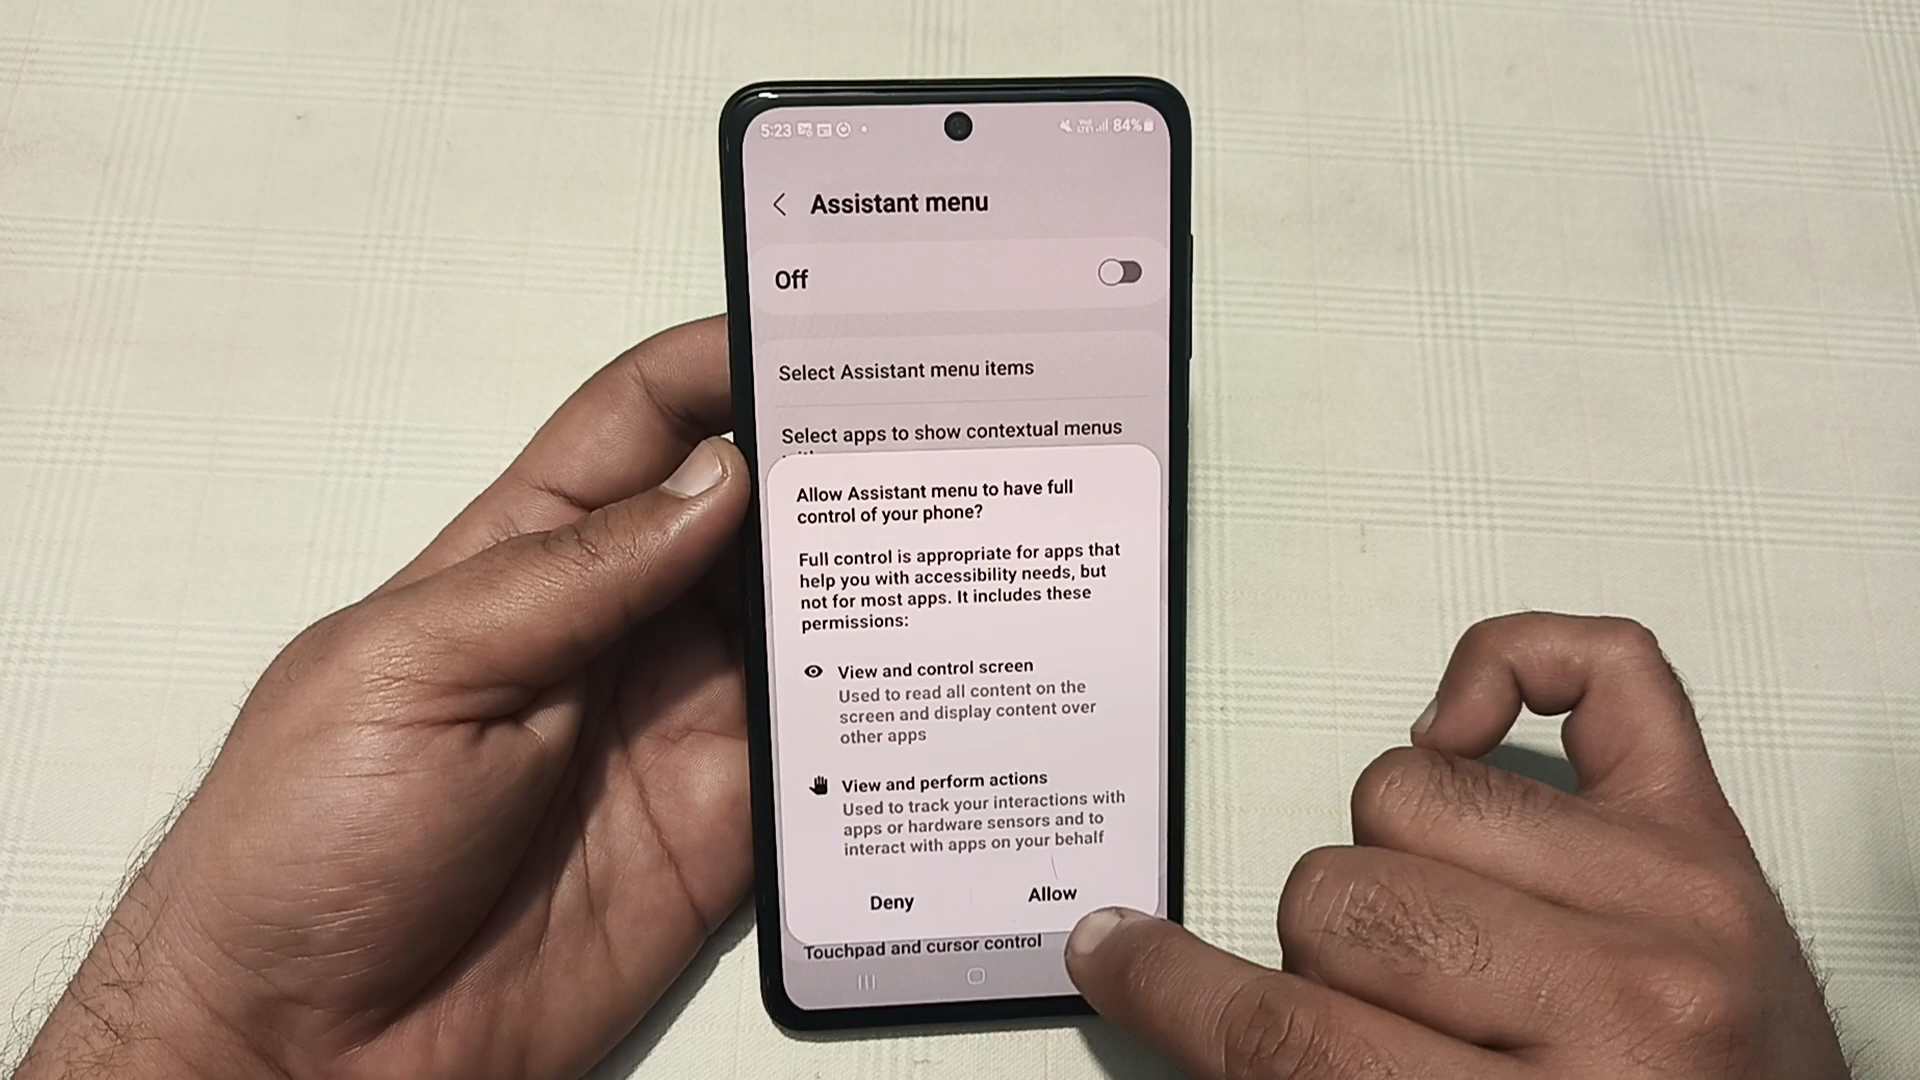 5:23
84%
Assistant menu
Off
Select Assistant menu items
Select apps to show contextual menus
Allow Assistant menu to have full
control of your phone?
Full control is appropriate for apps that
help you with accessibility needs, but
not for most apps. It includes these
permissions:
View and control screen
Used to read all content on the
screen and display content over
other apps
View and perform actions
Used to track your interactions with
apps or hardware sensors and to
interact with apps on your behalf
Deny
Allow
Touchpad and cursor control